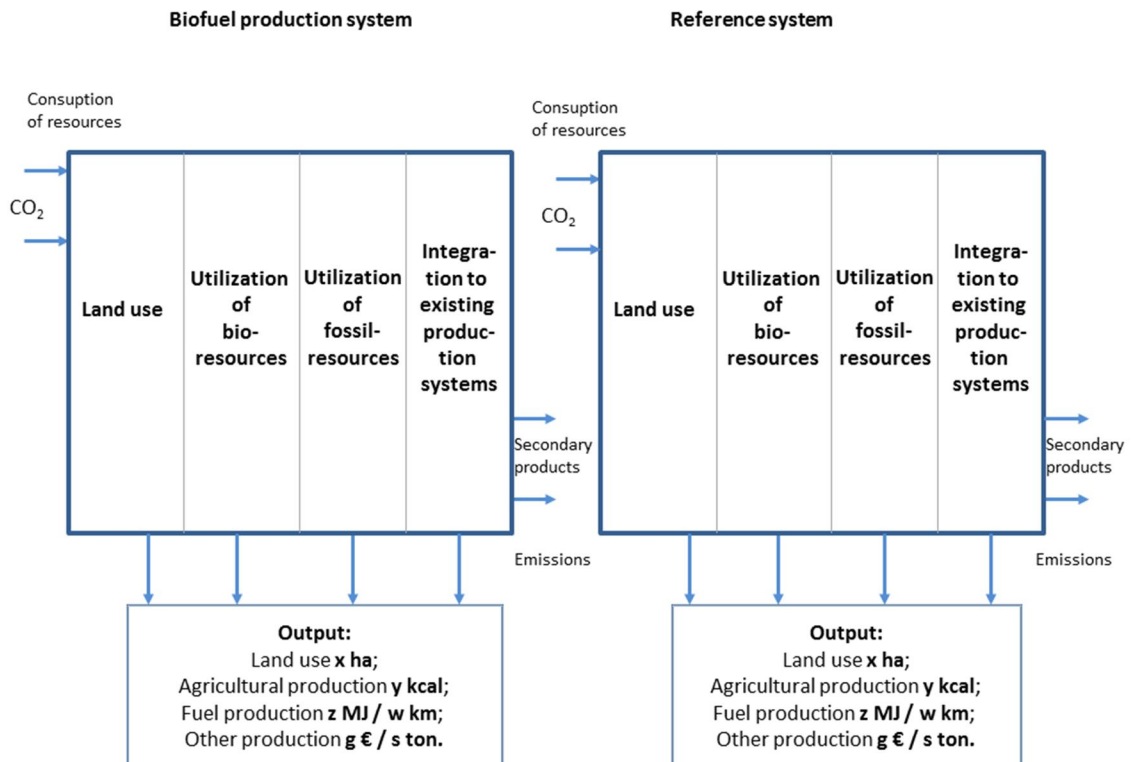 Biofuel production system
Consuption
of resources
CO₂
Land use
Utilization
of
bio-
resources
Utilization
of
fossil-
resources
Integra-
tion to
existing
produc-
tion
systems
Secondary
products
Emissions
Output:
Land use x ha;
Agricultural production y kcal;
Fuel production z MJ / w km;
Other production g € / s ton.
Reference system
Consuption
of resources
CO₂
Land use
Utilization
of
bio-
resources
Utilization
of
fossil-
resources
Integra-
tion to
existing
produc-
tion
systems
Secondary
products
Emissions
Output:
Land use x ha;
Agricultural production y kcal;
Fuel production z MJ / w km;
Other production g € / s ton.